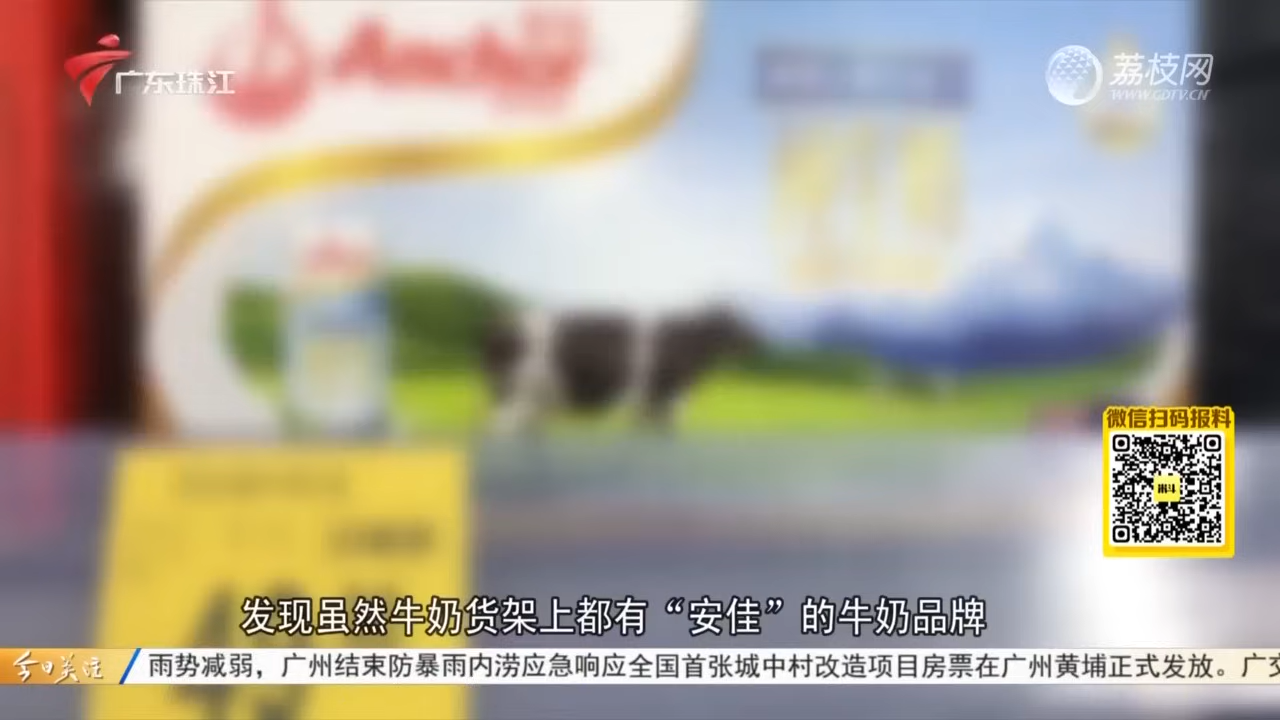 广东珠江
荔枝网
WWW.GDTV.CN
微信扫码报料
发现虽然牛奶货架上都有“安佳”的牛奶品牌
今日关注
雨势减弱，广州结束防暴雨内涝应急响应全国首张城中村改造项目房票在广州黄埔正式发放。广交